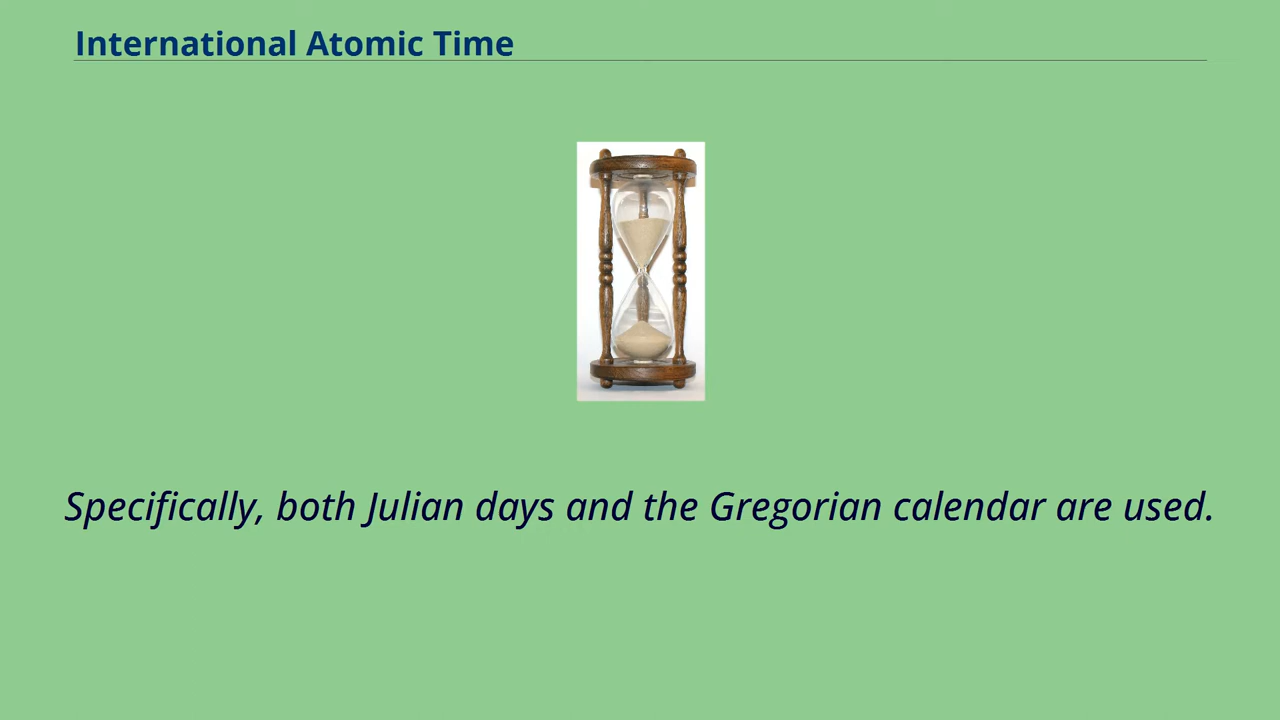 International Atomic Time
Specifically, both Julian days and the Gregorian calendar are used.